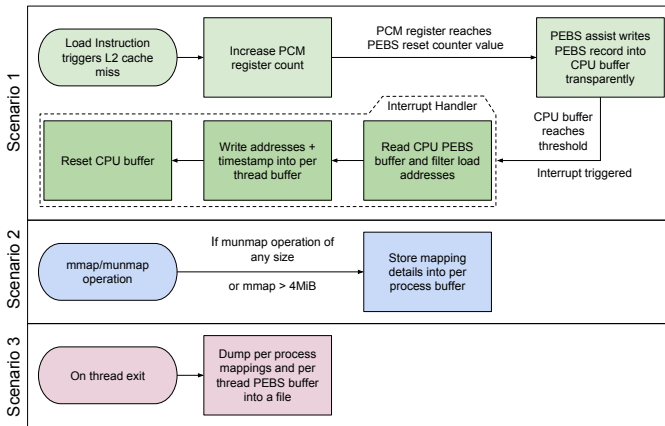 Scenario 1
Load Instruction
triggers L2 cache
miss
Increase PCM
register count
PCM register reaches
PEBS reset counter value
PEBS assist writes
PEBS record into
CPU buffer
transparently
CPU buffer
reaches
threshold
Interrupt triggered
Interrupt Handler
Read CPU PEBS
buffer and filter load
addresses
Write addresses +
timestamp into per
thread buffer
Reset CPU buffer
Scenario 2
mmap/munmap
operation
If munmap operation of
any size
or mmap > 4MiB
Store mapping
details into per
process buffer
Scenario 3
On thread exit
Dump per process
mappings and per
thread PEBS buffer
into a file